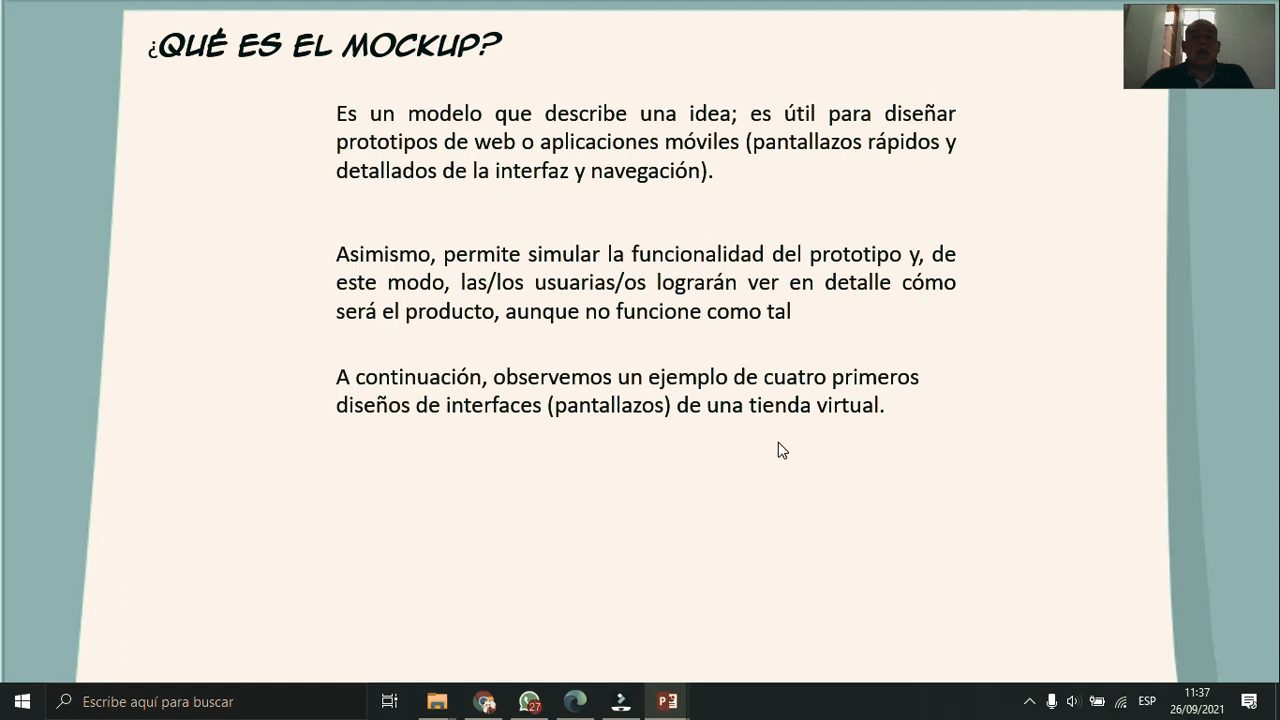 ¿QUÉ ES EL MOCKUP?
Es un modelo que describe una idea; es útil para diseñar
prototipos de web o aplicaciones móviles (pantallazos rápidos y
detallados de la interfaz y navegación).
Asimismo, permite simular la funcionalidad del prototipo y, de
este modo, las/los usuarias/os lograrán ver en detalle cómo
será el producto, aunque no funcione como tal
A continuación, observemos un ejemplo de cuatro primeros
diseños de interfaces (pantallazos) de una tienda virtual.
Escribe aquí para buscar
27
ESP
11:37
26/09/2021